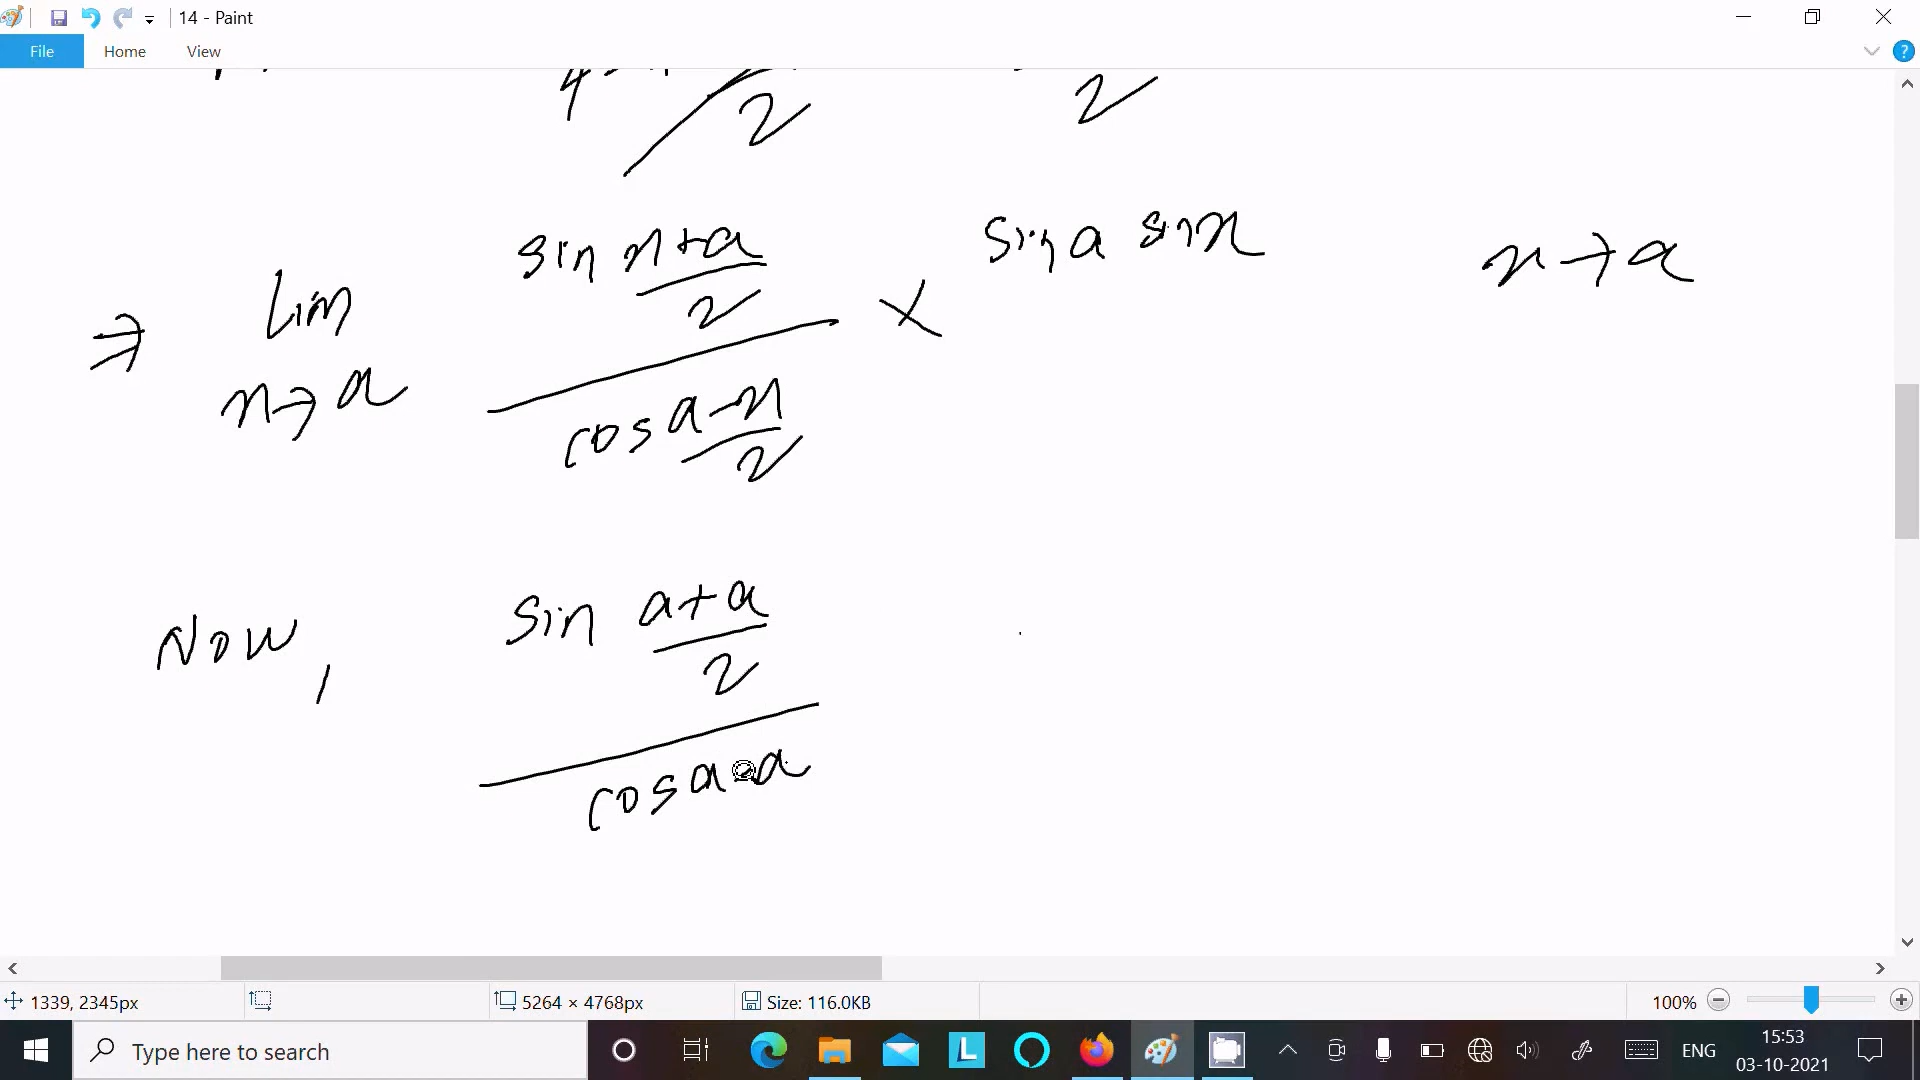 14 - Paint
File Home View
2 2
⇒ Lim x→a sin x+a/2 / cos a-x/2 × sin a sin x x→a
Now, sin a+a/2 / cos a-a
1339, 2345px 5264 × 4768px Size: 116.0KB 100%
Type here to search
L
ENG
15:53
03-10-2021